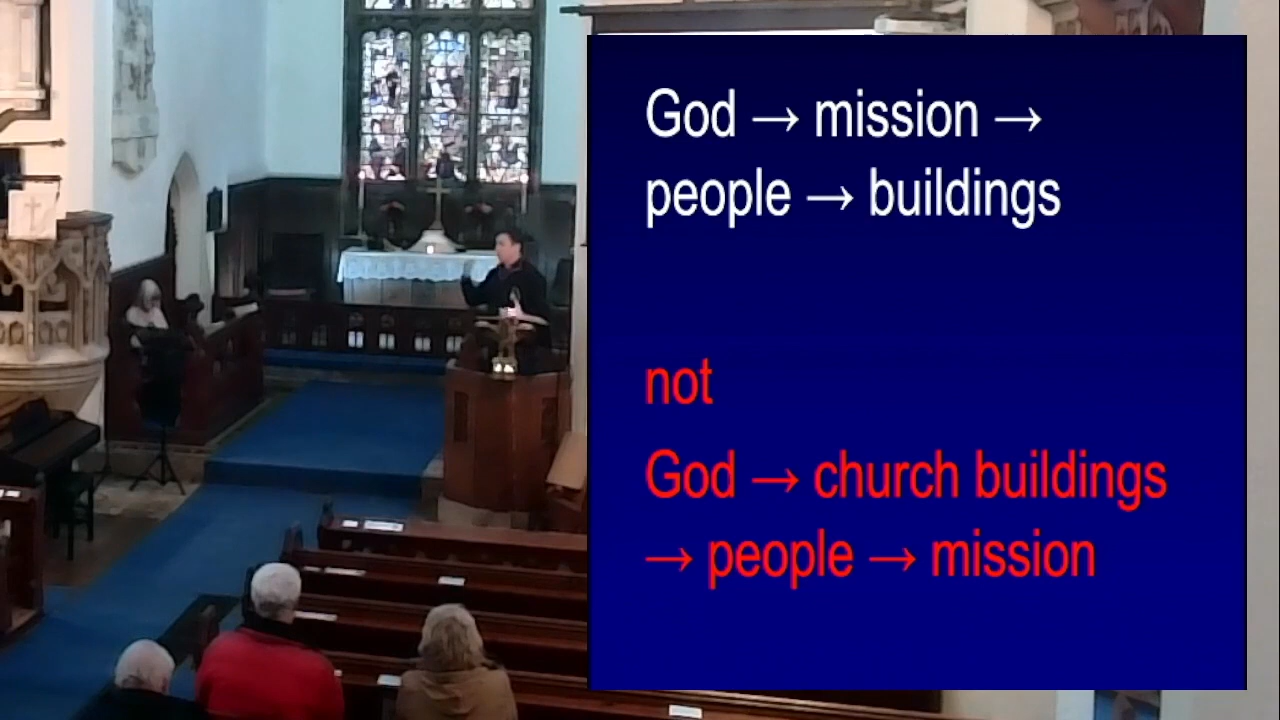 God → mission →
people → buildings
not
God → church buildings
→ people → mission